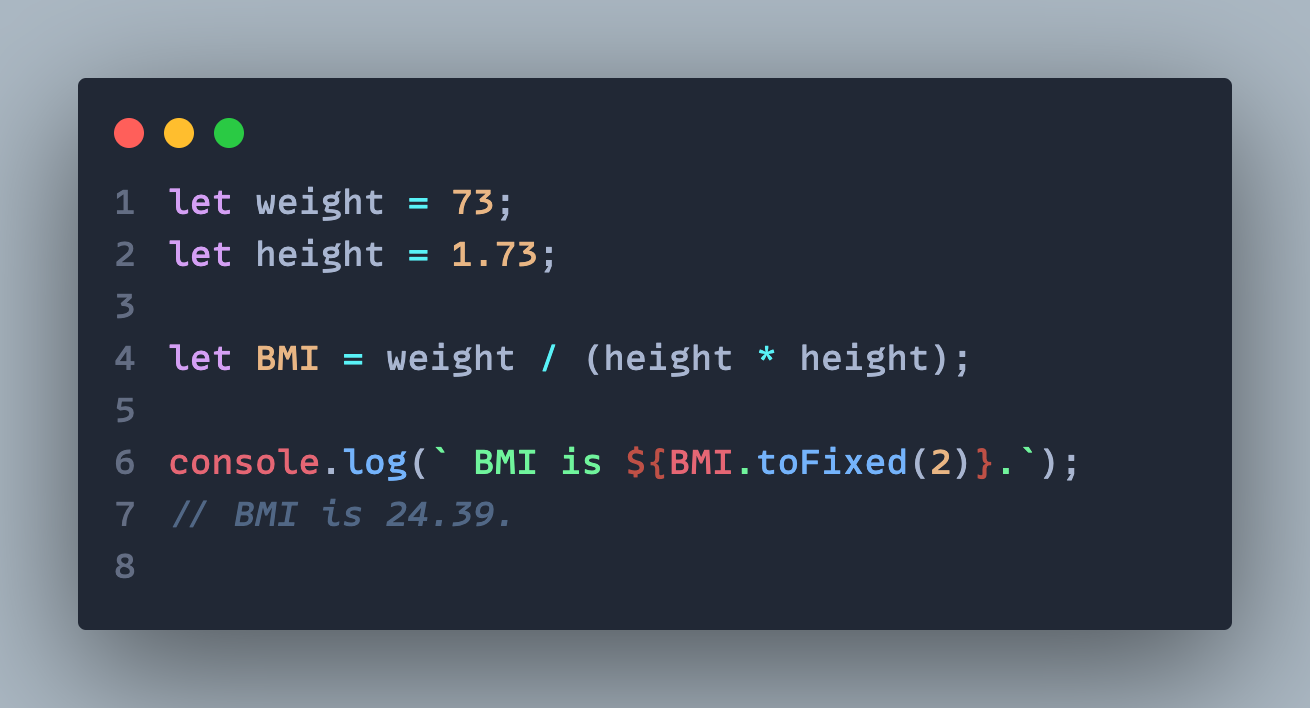 1 let weight = 73;
2 let height = 1.73;
3
4 let BMI = weight / (height * height);
5
6 console.log(` BMI is ${BMI.toFixed(2)}.`);
7 // BMI is 24.39.
8